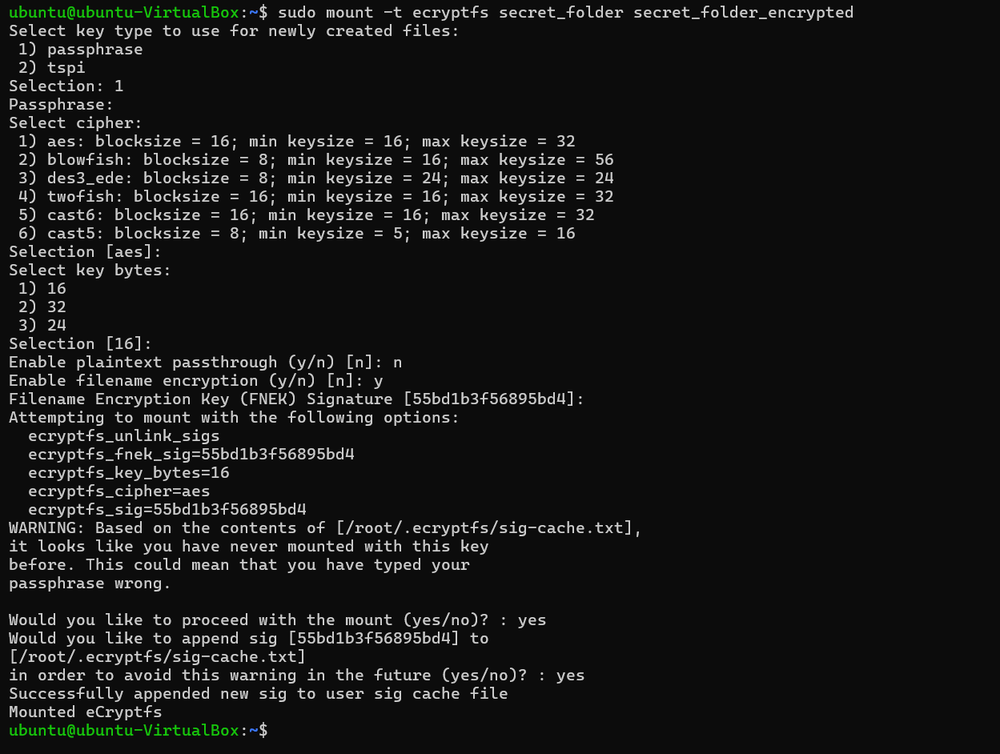 ubuntu@ubuntu-VirtualBox:~$ sudo mount -t ecryptfs secret_folder secret_folder_encrypted
Select key type to use for newly created files:
 1) passphrase
 2) tspi
Selection: 1
Passphrase:
Select cipher:
 1) aes: blocksize = 16; min keysize = 16; max keysize = 32
 2) blowfish: blocksize = 8; min keysize = 16; max keysize = 56
 3) des3_ede: blocksize = 8; min keysize = 24; max keysize = 24
 4) twofish: blocksize = 16; min keysize = 16; max keysize = 32
 5) cast6: blocksize = 16; min keysize = 16; max keysize = 32
 6) cast5: blocksize = 8; min keysize = 5; max keysize = 16
Selection [aes]:
Select key bytes:
 1) 16
 2) 32
 3) 24
Selection [16]:
Enable plaintext passthrough (y/n) [n]: n
Enable filename encryption (y/n) [n]: y
Filename Encryption Key (FNEK) Signature [55bd1b3f56895bd4]:
Attempting to mount with the following options:
  ecryptfs_unlink_sigs
  ecryptfs_fnek_sig=55bd1b3f56895bd4
  ecryptfs_key_bytes=16
  ecryptfs_cipher=aes
  ecryptfs_sig=55bd1b3f56895bd4
WARNING: Based on the contents of [/root/.ecryptfs/sig-cache.txt],
it looks like you have never mounted with this key
before. This could mean that you have typed your
passphrase wrong.

Would you like to proceed with the mount (yes/no)? : yes
Would you like to append sig [55bd1b3f56895bd4] to
[/root/.ecryptfs/sig-cache.txt]
in order to avoid this warning in the future (yes/no)? : yes
Successfully appended new sig to user sig cache file
Mounted eCryptfs
ubuntu@ubuntu-VirtualBox:~$